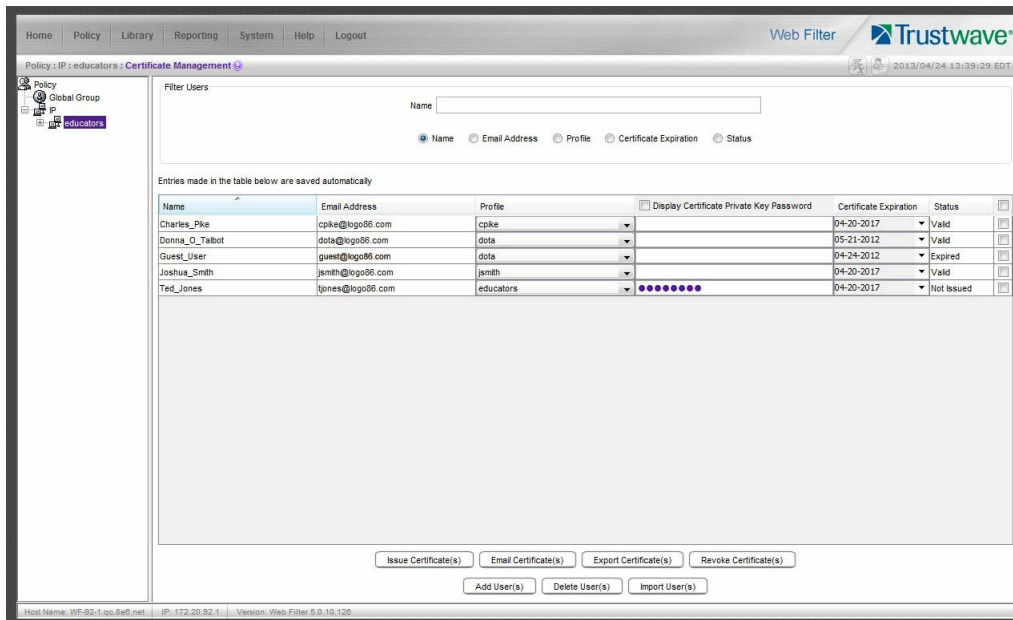 Home Policy Library Reporting System Help Logout
Web Filter Trustwave
Policy : IP : educators : Certificate Management
2013/04/24 13:39:29 EDT
Policy
Global Group
IP
educators
Filter Users
Name
Name Email Address Profile Certificate Expiration Status
Entries made in the table below are saved automatically
Name Email Address Profile Display Certificate Private Key Password Certificate Expiration Status
Charles_Pike cpike@logo86.com cpike 04-20-2017 Valid
Donna_O_Talbot dota@logo86.com dota 05-21-2012 Valid
Guest_User guest@logo86.com dota 04-24-2012 Expired
Joshua_Smith jsmith@logo86.com jsmith 04-20-2017 Valid
Ted_Jones tjones@logo86.com educators 04-20-2017 Not Issued
Issue Certificate(s) Email Certificate(s) Export Certificate(s) Revoke Certificate(s)
Add User(s) Delete User(s) Import User(s)
Host Name: WF-92-1.qc.8e6.net IP: 172.20.92.1 Version: Web Filter 5.0.10.126